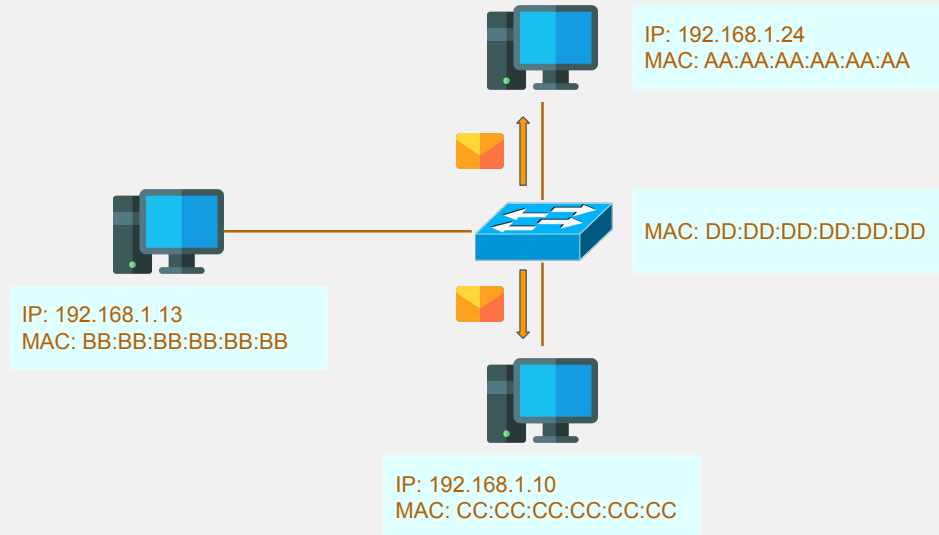 IP: 192.168.1.24
MAC: AA:AA:AA:AA:AA:AA
MAC: DD:DD:DD:DD:DD:DD
IP: 192.168.1.13
MAC: BB:BB:BB:BB:BB:BB
IP: 192.168.1.10
MAC: CC:CC:CC:CC:CC:CC